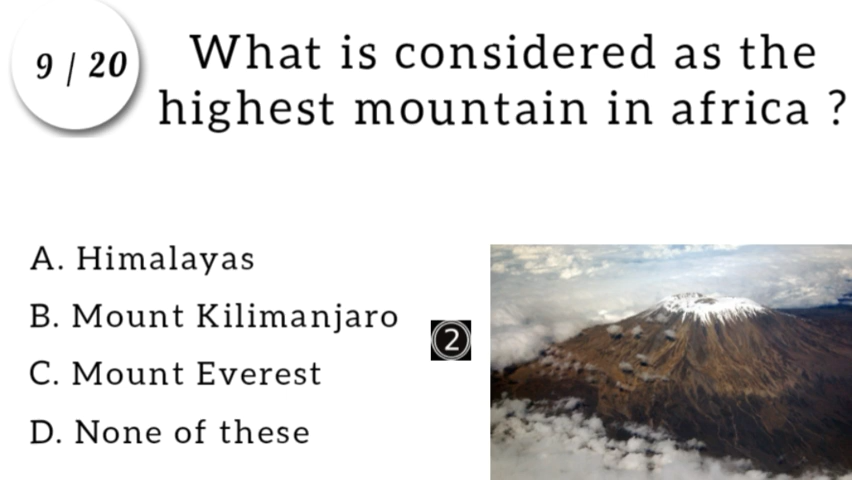 9 / 20
What is considered as the
highest mountain in africa ?
A. Himalayas
B. Mount Kilimanjaro
C. Mount Everest
D. None of these
2